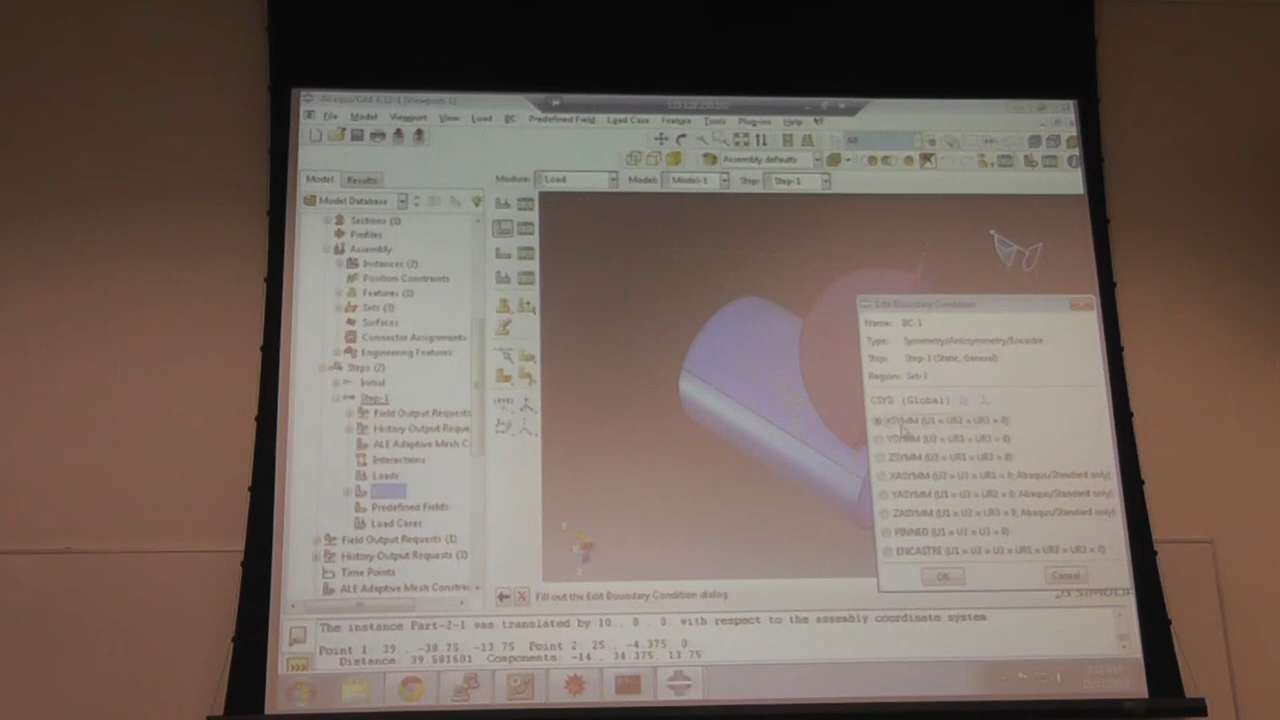 Abaqus/CAE 6.12-1 [Viewport: 1]
File Model Viewport View Load BC Predefined Field Load Case Feature Tools Plug-ins Help
Assembly defaults
Model Results
Module: Load Model: Model-1 Step: Step-1
Model Database
Sections (1)
Profiles
Assembly
Instances (2)
Position Constraints
Features (1)
Sets (3)
Surfaces
Connector Assignments
Engineering Features
Steps (2)
Initial
Step-1
Field Output Requests
History Output Reque
ALE Adaptive Mesh C
Interactions
Loads
Predefined Fields
Load Cases
Field Output Requests (1)
History Output Requests (1)
Time Points
ALE Adaptive Mesh Constra
Edit Boundary Condition
Name: BC-1
Type: Symmetry/Antisymmetry/Encastre
Step: Step-1 (Static, General)
Region: Set-1
CSYS: (Global)
XSYMM (U1 = UR2 = UR3 = 0)
YSYMM (U2 = UR1 = UR3 = 0)
ZSYMM (U3 = UR1 = UR2 = 0)
XASYMM (U2 = U3 = UR1 = 0; Abaqus/Standard only)
YASYMM (U1 = U3 = UR2 = 0; Abaqus/Standard only)
ZASYMM (U1 = U2 = UR3 = 0; Abaqus/Standard only)
PINNED (U1 = U2 = U3 = 0)
ENCASTRE (U1 = U2 = U3 = UR1 = UR2 = UR3 = 0)
OK Cancel
Fill out the Edit Boundary Condition dialog
The instance Part-2-1 was translated by 10., 0., 0. with respect to the assembly coordinate system
Point 1: 39., -38.75, -13.75 Point 2: 25., -4.375, 0.
Distance: 39.581601 Components: -14., 34.375, 13.75